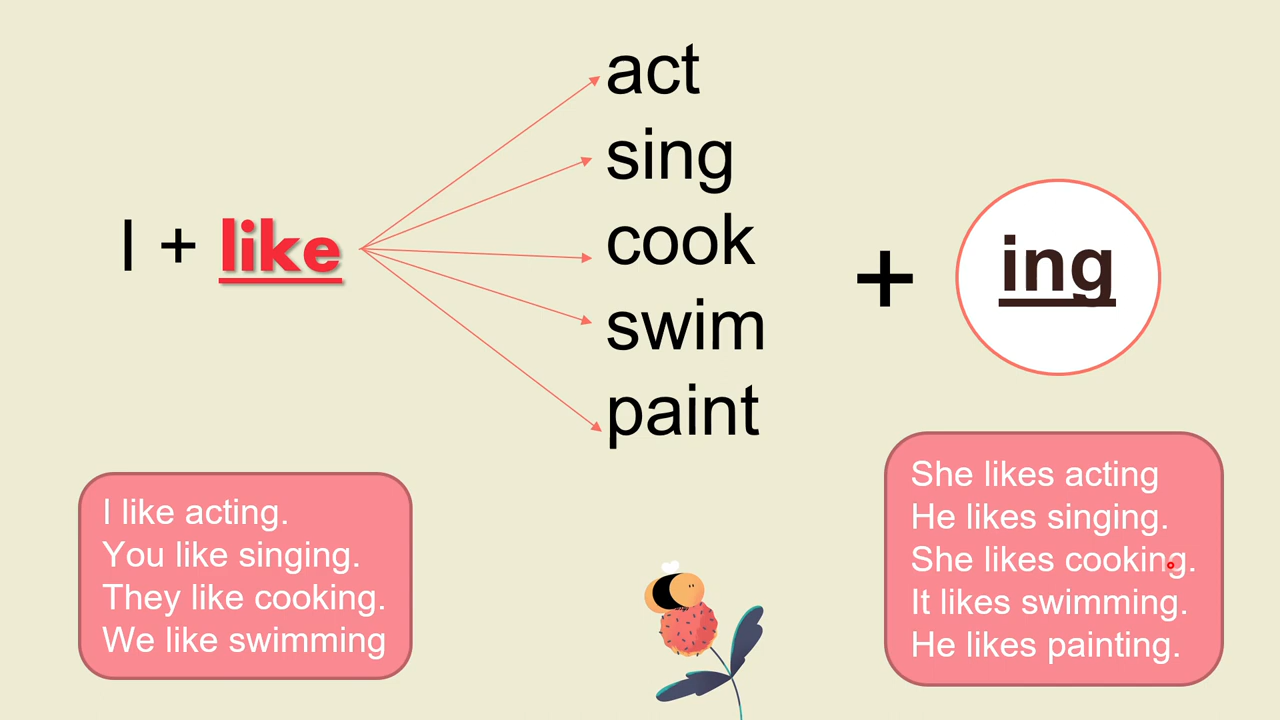 I + like
act
sing
cook
swim
paint
+ ing
I like acting.
You like singing.
They like cooking.
We like swimming
She likes acting
He likes singing.
She likes cooking.
It likes swimming.
He likes painting.